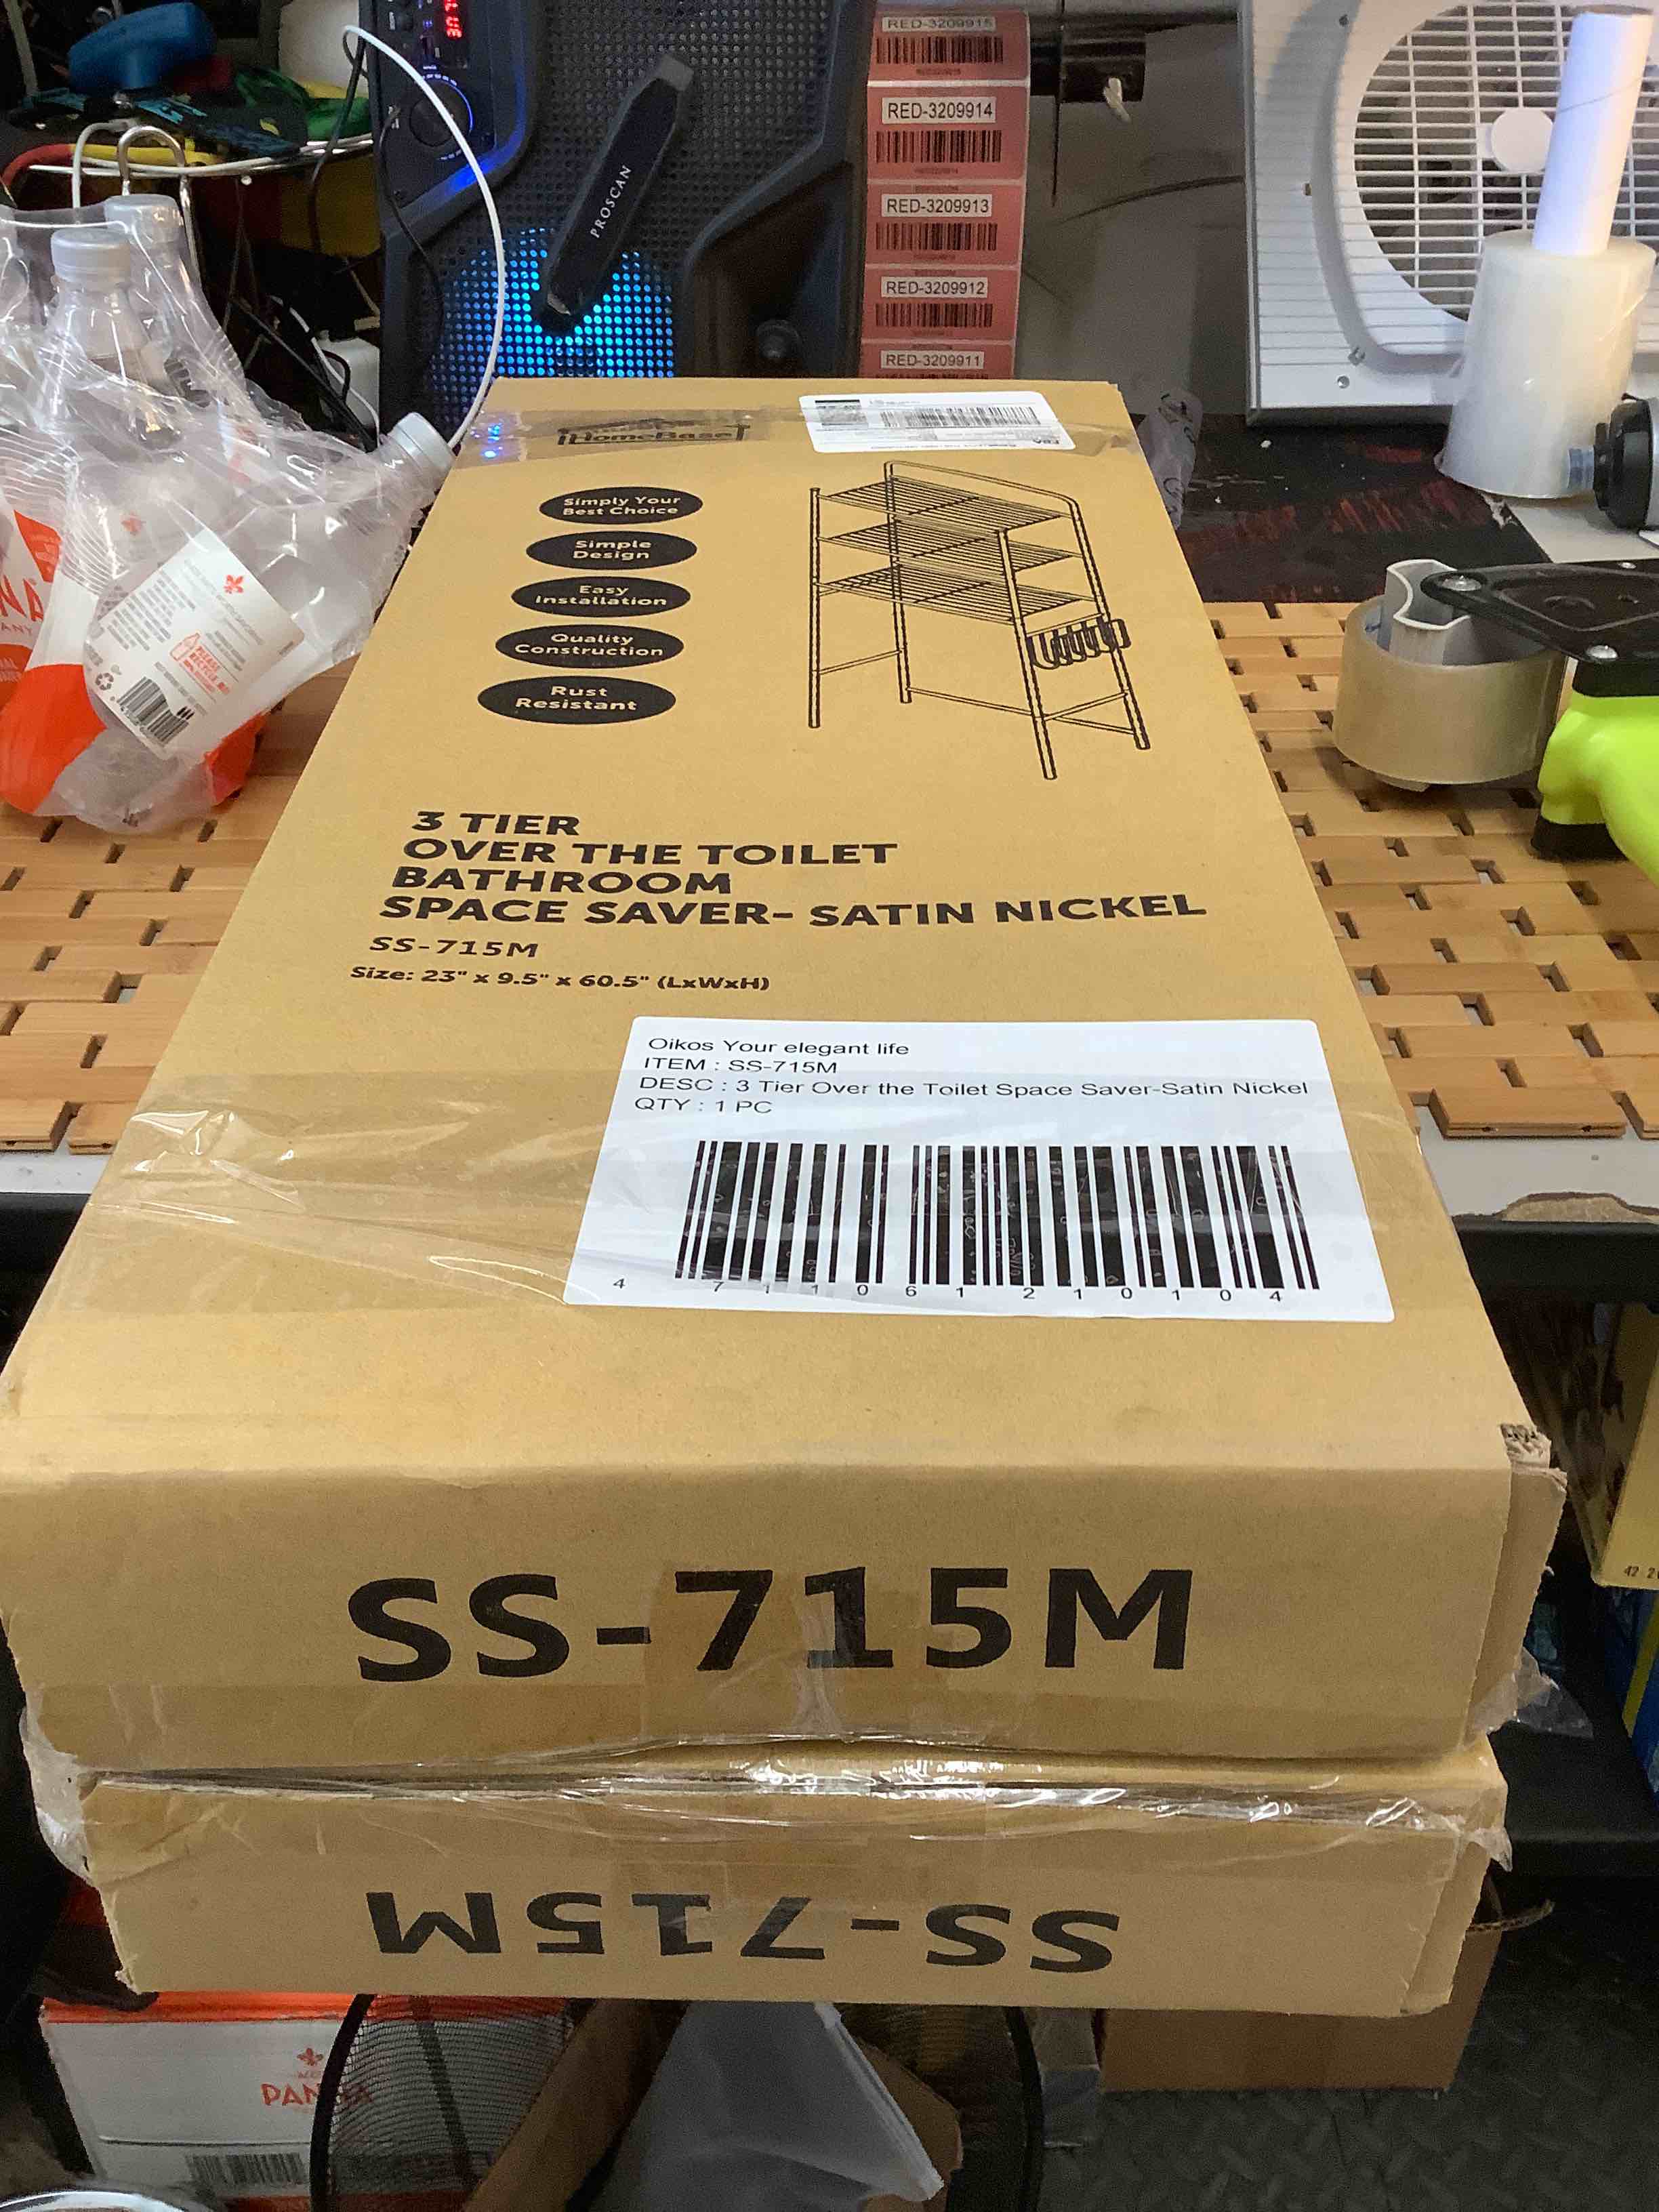 RED-3209915
RED-3209914
RED-3209913
RED-3209912
RED-3209911
PROSCAN
HomeBase
Simply Your
Best Choice
Simple
Design
Easy
Installation
Quality
Construction
Rust
Resistant
3 TIER
OVER THE TOILET
BATHROOM
SPACE SAVER- SATIN NICKEL
SS-715M
Size: 23" x 9.5" x 60.5" (LxWxH)
Oikos Your elegant life
ITEM : SS-715M
DESC : 3 Tier Over the Toilet Space Saver-Satin Nickel
QTY : 1 PC
4 711061 210104
SS-715M
SS-715M